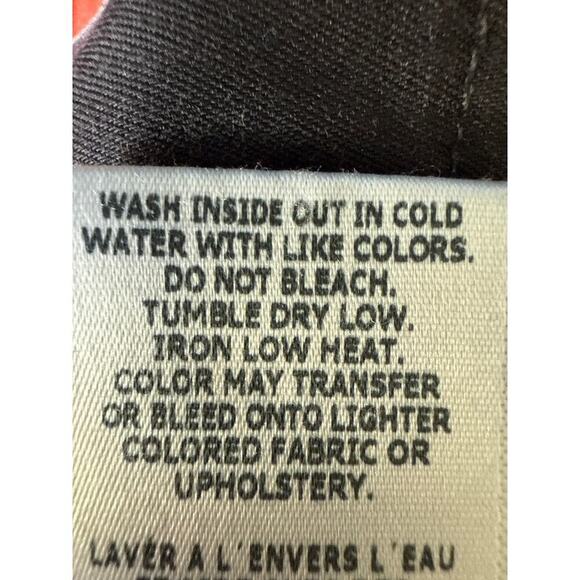 WASH INSIDE OUT IN COLD
WATER WITH LIKE COLORS.
DO NOT BLEACH.
TUMBLE DRY LOW.
IRON LOW HEAT.
COLOR MAY TRANSFER
OR BLEED ONTO LIGHTER
COLORED FABRIC OR
UPHOLSTERY.
LAVER A L'ENVERS L'EAU